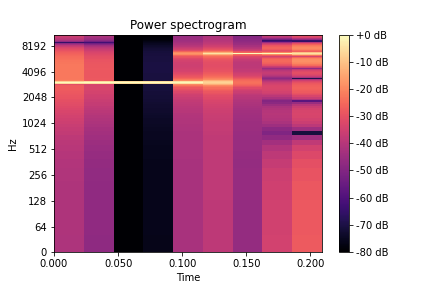 Power spectrogram
8192
4096
2048
1024
512
256
128
64
0
Hz
0.000 0.050 0.100 0.150 0.200
Time
+0 dB
-10 dB
-20 dB
-30 dB
-40 dB
-50 dB
-60 dB
-70 dB
-80 dB